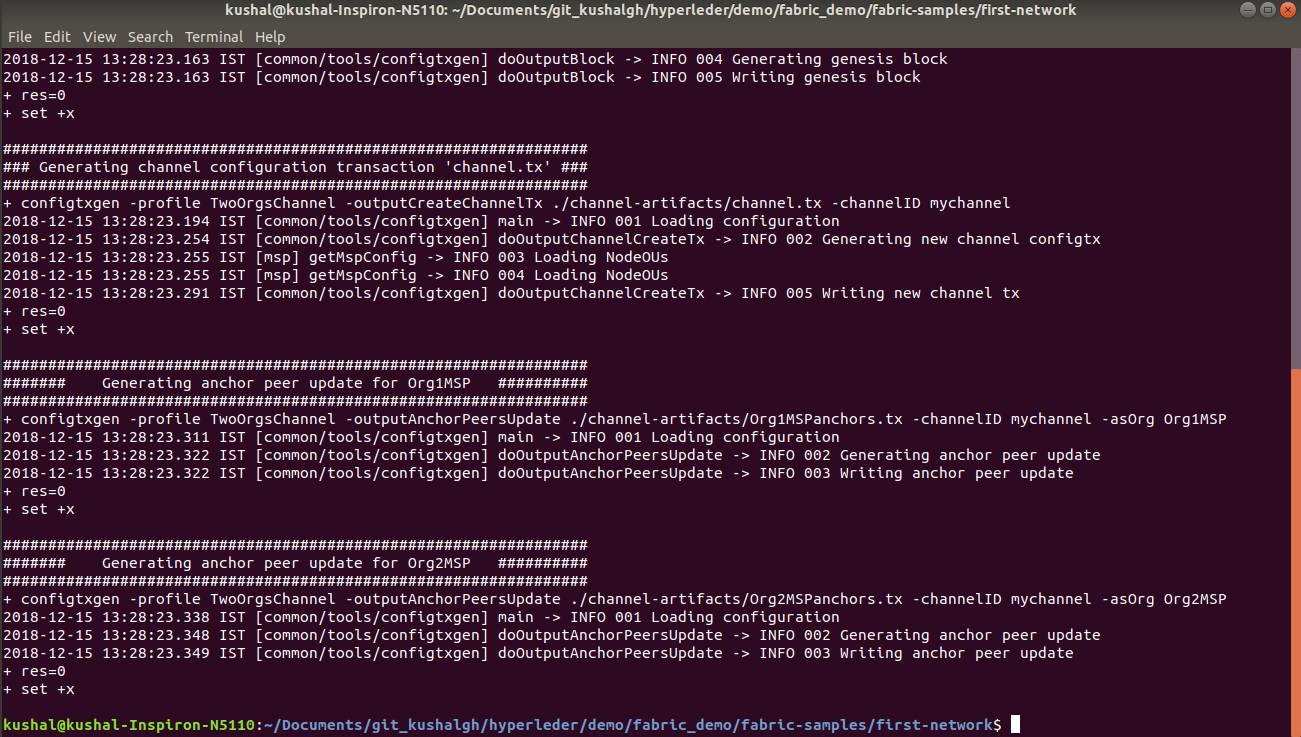 kushal@kushal-Inspiron-N5110: ~/Documents/git_kushalgh/hyperleder/demo/fabric_demo/fabric-samples/first-network
File Edit View Search Terminal Help
2018-12-15 13:28:23.163 IST [common/tools/configtxgen] doOutputBlock -> INFO 004 Generating genesis block
2018-12-15 13:28:23.163 IST [common/tools/configtxgen] doOutputBlock -> INFO 005 Writing genesis block
+ res=0
+ set +x

#################################################################
### Generating channel configuration transaction 'channel.tx' ###
#################################################################
+ configtxgen -profile TwoOrgsChannel -outputCreateChannelTx ./channel-artifacts/channel.tx -channelID mychannel
2018-12-15 13:28:23.194 IST [common/tools/configtxgen] main -> INFO 001 Loading configuration
2018-12-15 13:28:23.254 IST [common/tools/configtxgen] doOutputChannelCreateTx -> INFO 002 Generating new channel configtx
2018-12-15 13:28:23.255 IST [msp] getMspConfig -> INFO 003 Loading NodeOUs
2018-12-15 13:28:23.255 IST [msp] getMspConfig -> INFO 004 Loading NodeOUs
2018-12-15 13:28:23.291 IST [common/tools/configtxgen] doOutputChannelCreateTx -> INFO 005 Writing new channel tx
+ res=0
+ set +x

#################################################################
#######    Generating anchor peer update for Org1MSP   ##########
#################################################################
+ configtxgen -profile TwoOrgsChannel -outputAnchorPeersUpdate ./channel-artifacts/Org1MSPanchors.tx -channelID mychannel -asOrg Org1MSP
2018-12-15 13:28:23.311 IST [common/tools/configtxgen] main -> INFO 001 Loading configuration
2018-12-15 13:28:23.322 IST [common/tools/configtxgen] doOutputAnchorPeersUpdate -> INFO 002 Generating anchor peer update
2018-12-15 13:28:23.322 IST [common/tools/configtxgen] doOutputAnchorPeersUpdate -> INFO 003 Writing anchor peer update
+ res=0
+ set +x

#################################################################
#######    Generating anchor peer update for Org2MSP   ##########
#################################################################
+ configtxgen -profile TwoOrgsChannel -outputAnchorPeersUpdate ./channel-artifacts/Org2MSPanchors.tx -channelID mychannel -asOrg Org2MSP
2018-12-15 13:28:23.338 IST [common/tools/configtxgen] main -> INFO 001 Loading configuration
2018-12-15 13:28:23.348 IST [common/tools/configtxgen] doOutputAnchorPeersUpdate -> INFO 002 Generating anchor peer update
2018-12-15 13:28:23.349 IST [common/tools/configtxgen] doOutputAnchorPeersUpdate -> INFO 003 Writing anchor peer update
+ res=0
+ set +x

kushal@kushal-Inspiron-N5110:~/Documents/git_kushalgh/hyperleder/demo/fabric_demo/fabric-samples/first-network$